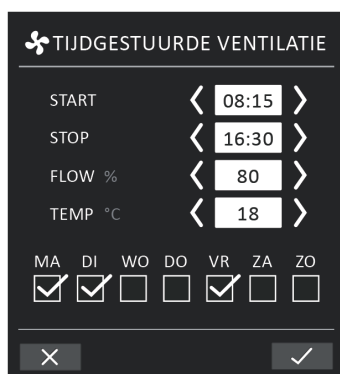 TIJDGESTUURDE VENTILATIE
START 08:15
STOP 16:30
FLOW % 80
TEMP °C 18
MA DI WO DO VR ZA ZO